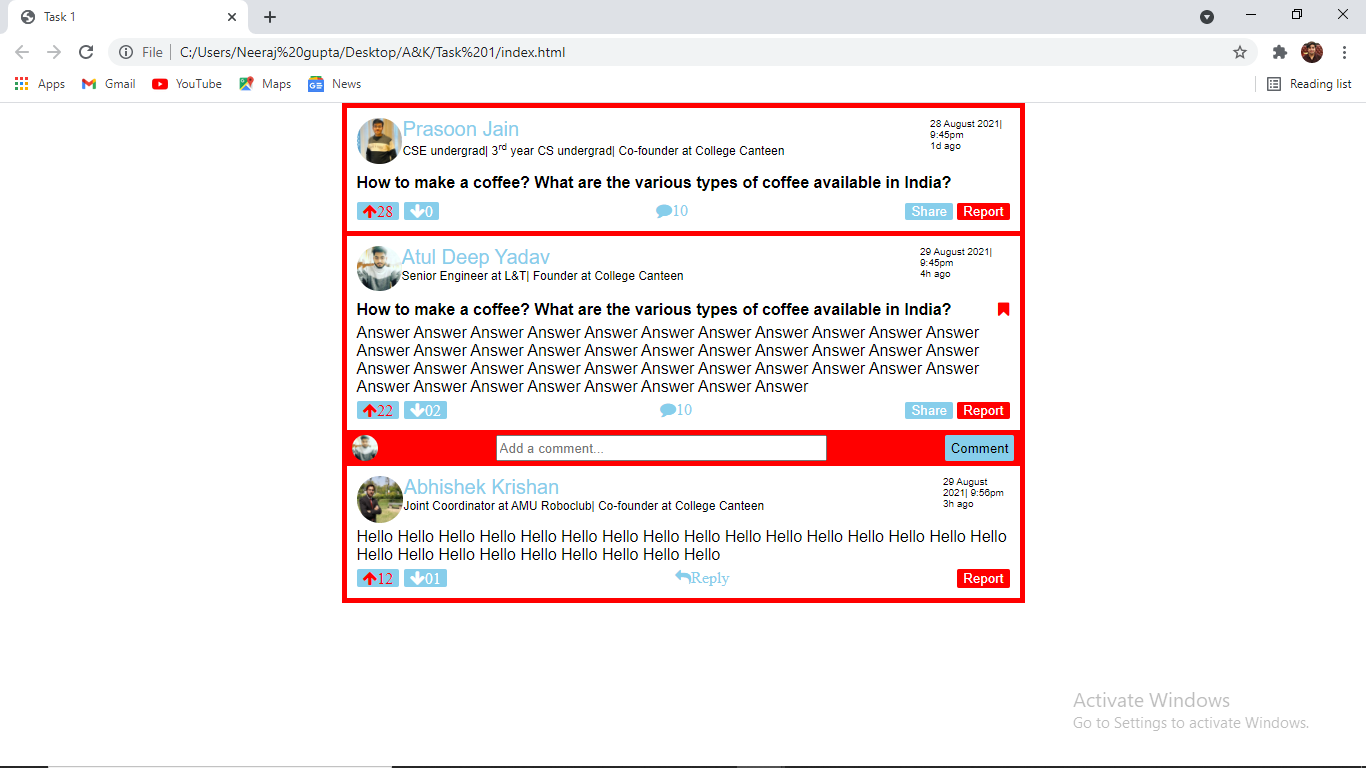 Task 1
File C:/Users/Neeraj%20gupta/Desktop/A&K/Task%201/index.html
Apps Gmail YouTube Maps News Reading list
Prasoon Jain
CSE undergrad| 3rd year CS undergrad| Co-founder at College Canteen
28 August 2021|
9:45pm
1d ago
How to make a coffee? What are the various types of coffee available in India?
28 0 10 Share Report
Atul Deep Yadav
Senior Engineer at L&T| Founder at College Canteen
29 August 2021|
9:45pm
4h ago
How to make a coffee? What are the various types of coffee available in India?
Answer Answer Answer Answer Answer Answer Answer Answer Answer Answer Answer
Answer Answer Answer Answer Answer Answer Answer Answer Answer Answer Answer
Answer Answer Answer Answer Answer Answer Answer Answer Answer Answer Answer
Answer Answer Answer Answer Answer Answer Answer Answer
22 02 10 Share Report
Add a comment... Comment
Abhishek Krishan
Joint Coordinator at AMU Roboclub| Co-founder at College Canteen
29 August
2021| 9:56pm
3h ago
Hello Hello Hello Hello Hello Hello Hello Hello Hello Hello Hello Hello Hello Hello Hello Hello
Hello Hello Hello Hello Hello Hello Hello Hello Hello
12 01 Reply Report
Activate Windows
Go to Settings to activate Windows.